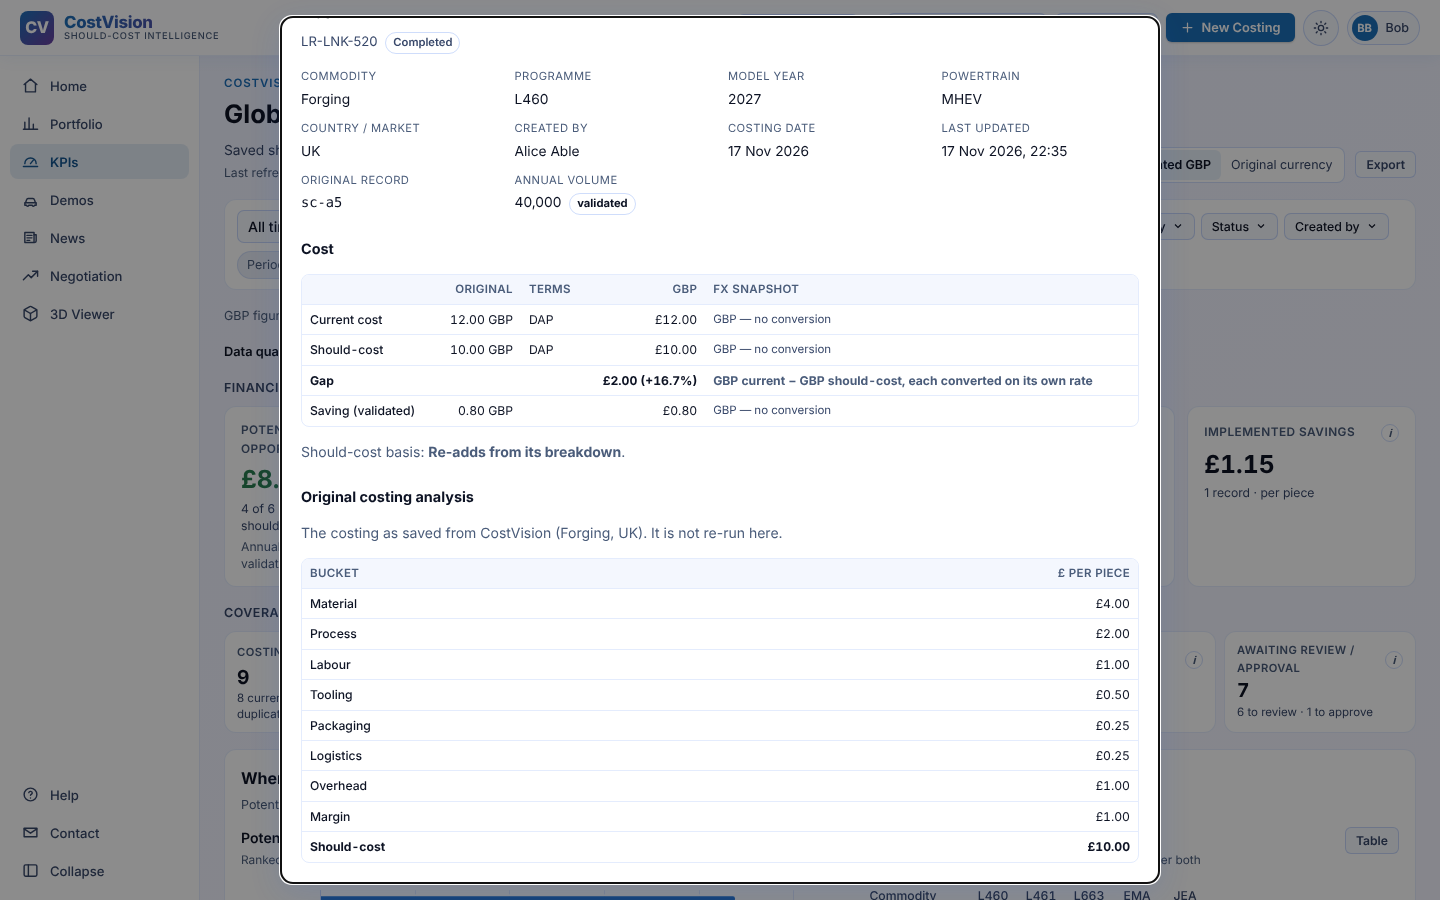 CV CostVision
SHOULD-COST INTELLIGENCE
New Costing
BB Bob
Home
Portfolio
KPIs
Demos
News
Negotiation
3D Viewer
Help
Contact
Collapse
LR-LNK-520 Completed
COMMODITY PROGRAMME MODEL YEAR POWERTRAIN
Forging L460 2027 MHEV
COUNTRY / MARKET CREATED BY COSTING DATE LAST UPDATED
UK Alice Able 17 Nov 2026 17 Nov 2026, 22:35
ORIGINAL RECORD ANNUAL VOLUME
sc-a5 40,000 validated
Cost
ORIGINAL TERMS GBP FX SNAPSHOT
Current cost 12.00 GBP DAP £12.00 GBP — no conversion
Should-cost 10.00 GBP DAP £10.00 GBP — no conversion
Gap £2.00 (+16.7%) GBP current − GBP should-cost, each converted on its own rate
Saving (validated) 0.80 GBP £0.80 GBP — no conversion
Should-cost basis: Re-adds from its breakdown.
Original costing analysis
The costing as saved from CostVision (Forging, UK). It is not re-run here.
BUCKET £ PER PIECE
Material £4.00
Process £2.00
Labour £1.00
Tooling £0.50
Packaging £0.25
Logistics £0.25
Overhead £1.00
Margin £1.00
Should-cost £10.00
GBP Original currency Export
Status Created by
GBP
Data
IMPLEMENTED SAVINGS i
£1.15
1 record · per piece
4 of 6
9
i
AWAITING REVIEW / APPROVAL i
7
6 to review · 1 to approve
Table
both
Commodity L460 L461 L663 EMA JEA